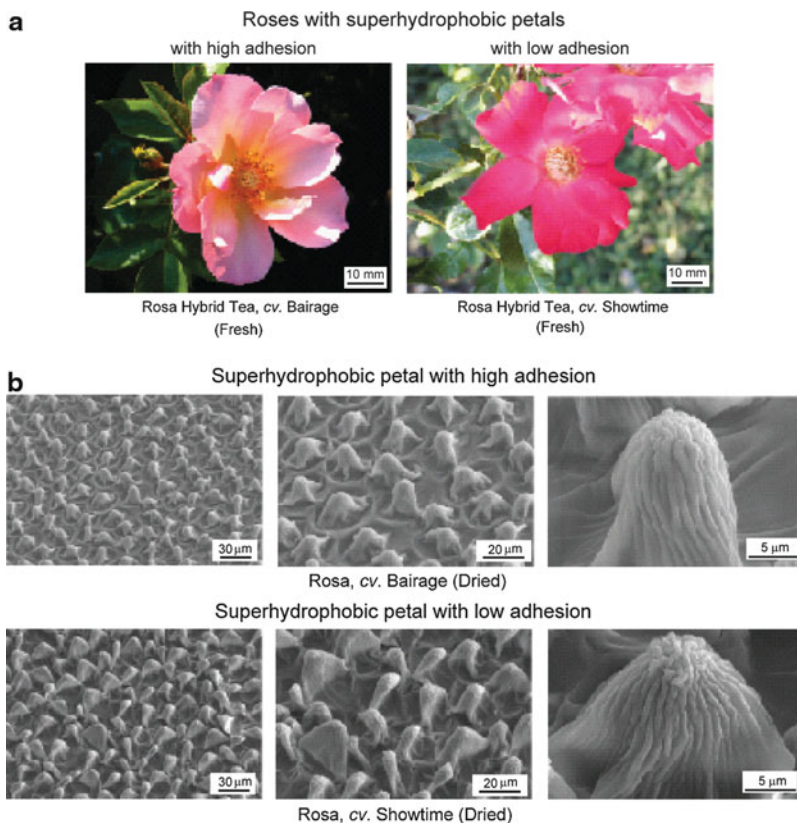 a
Roses with superhydrophobic petals
with high adhesion
with low adhesion
10 mm
10 mm
Rosa Hybrid Tea, cv. Bairage
(Fresh)
Rosa Hybrid Tea, cv. Showtime
(Fresh)
b
Superhydrophobic petal with high adhesion
30 μm
20 μm
5 μm
Rosa, cv. Bairage (Dried)
Superhydrophobic petal with low adhesion
30 μm
20 μm
5 μm
Rosa, cv. Showtime (Dried)